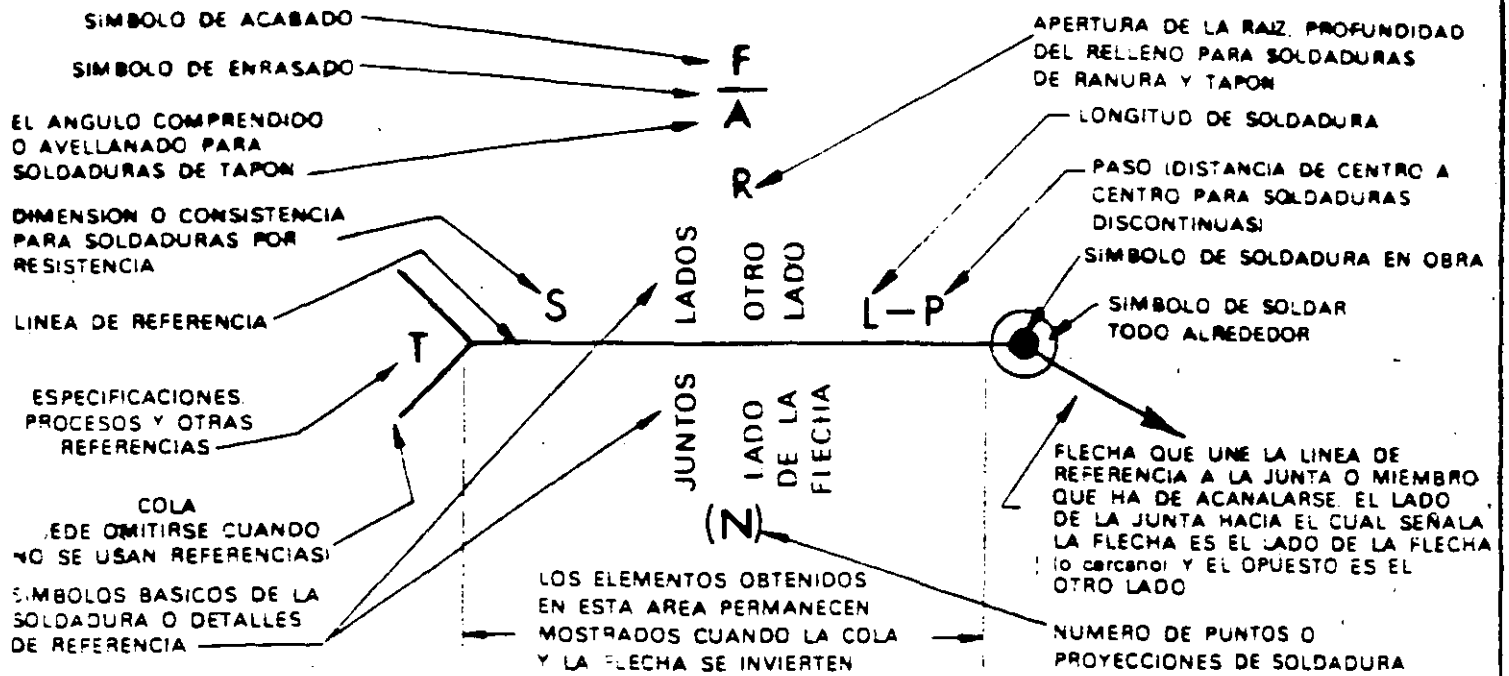 SIMBOLO DE ACABADO
SIMBOLO DE ENRASADO
EL ANGULO COMPRENDIDO
O AVELLANADO PARA
SOLDADURAS DE TAPON
DIMENSION O CONSISTENCIA
PARA SOLDADURAS POR
RESISTENCIA
LINEA DE REFERENCIA
ESPECIFICACIONES.
PROCESOS Y OTRAS
REFERENCIAS
COLA
EDE OMITIRSE CUANDO
NO SE USAN REFERENCIAS)
SIMBOLOS BASICOS DE LA
SOLDADURA O DETALLES
DE REFERENCIA
F
A
R
S
T
L-P
(N)
LADOS
JUNTOS
OTRO
LADO
LADO
DE LA
FLECHA
LOS ELEMENTOS OBTENIDOS
EN ESTA AREA PERMANECEN
MOSTRADOS CUANDO LA COLA
Y LA FLECHA SE INVIERTEN
APERTURA DE LA RAIZ. PROFUNDIDAD
DEL RELLENO PARA SOLDADURAS
DE RANURA Y TAPON
LONGITUD DE SOLDADURA
PASO (DISTANCIA DE CENTRO A
CENTRO PARA SOLDADURAS
DISCONTINUAS)
SIMBOLO DE SOLDADURA EN OBRA
SIMBOLO DE SOLDAR
TODO ALREDEDOR
FLECHA QUE UNE LA LINEA DE
REFERENCIA A LA JUNTA O MIEMBRO
QUE HA DE ACANALARSE. EL LADO
DE LA JUNTA HACIA EL CUAL SEÑALA
LA FLECHA ES EL LADO DE LA FLECHA
(o carcano) Y EL OPUESTO ES EL
OTRO LADO
NUMERO DE PUNTOS O
PROYECCIONES DE SOLDADURA